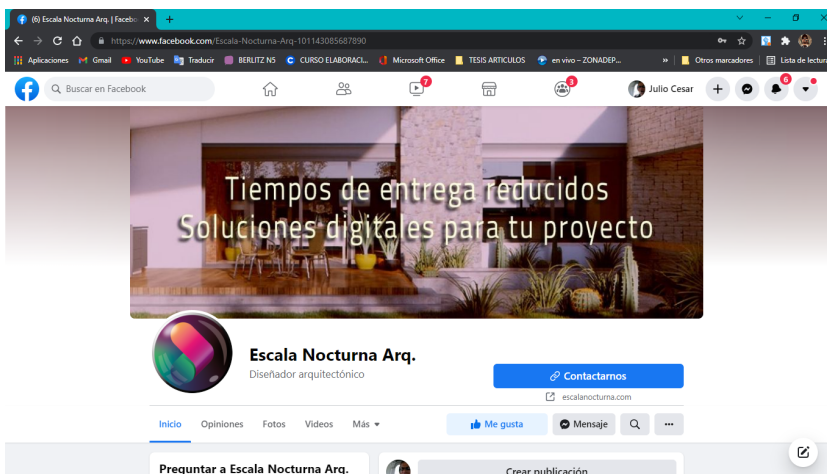 (6) Escala Nocturna Arq. | Facebo
https://www.facebook.com/Escala-Nocturna-Arq-101143085687890
Aplicaciones Gmail YouTube Traducir BERLITZ N5 CURSO ELABORACI... Microsoft Office TESIS ARTICULOS en vivo – ZONADEP... » Otros marcadores Lista de lectura
Buscar en Facebook 7 3 Julio Cesar 6
Tiempos de entrega reducidos
Soluciones digitales para tu proyecto
Escala Nocturna Arq.
Diseñador arquitectónico
Contactarnos
escalanocturna.com
Inicio Opiniones Fotos Videos Más Me gusta Mensaje
Preguntar a Escala Nocturna Arq. Crear publicación